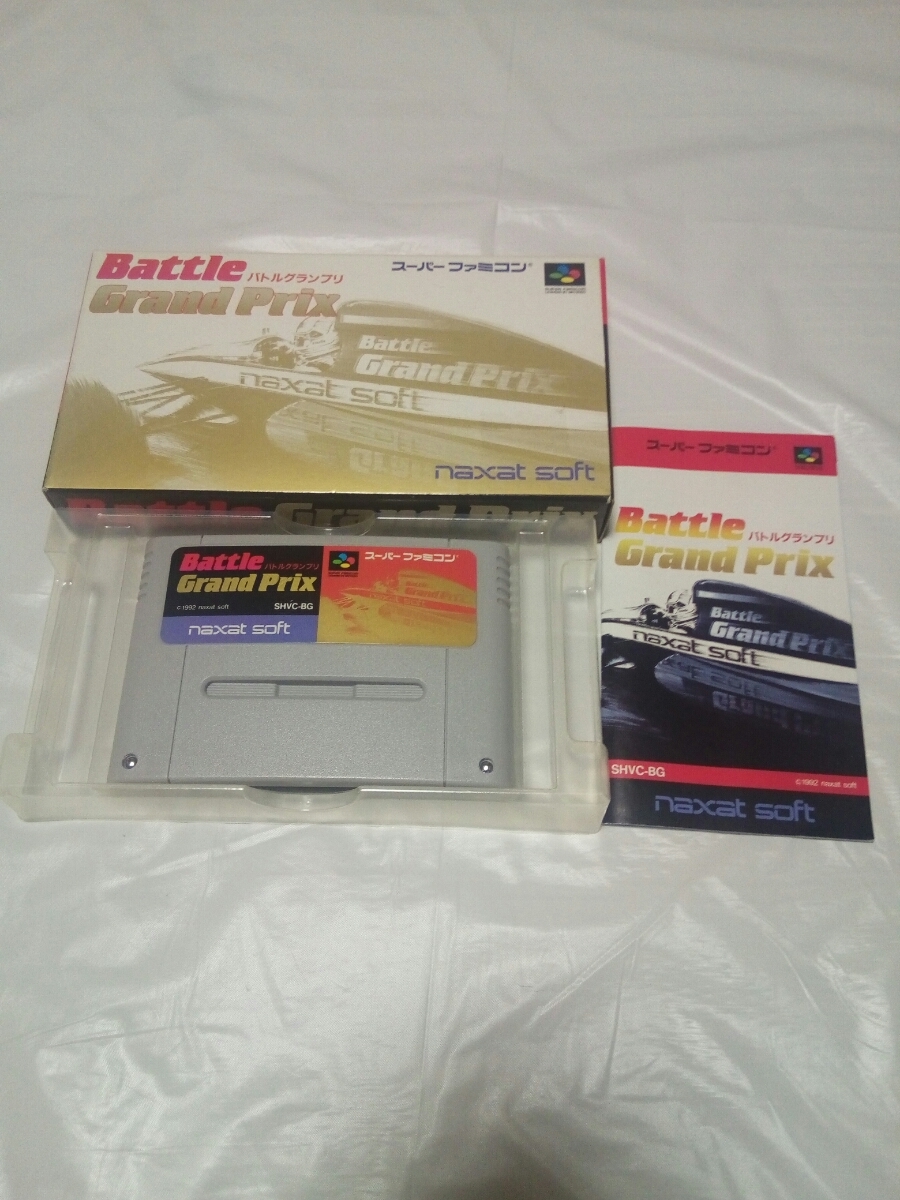 Battle
バトルグランプリ
Grand Prix
スーパーファミコン
Battle
Grand Prix
naxat soft
naxat soft
Battle Grand Prix
Battle
バトルグランプリ
Grand Prix
スーパーファミコン
©1992 naxat soft
SHVC-BG
naxat soft
スーパーファミコン
Battle
バトルグランプリ
Grand Prix
Battle
Grand Prix
naxat soft
SHVC-BG
©1992 naxat soft
naxat soft